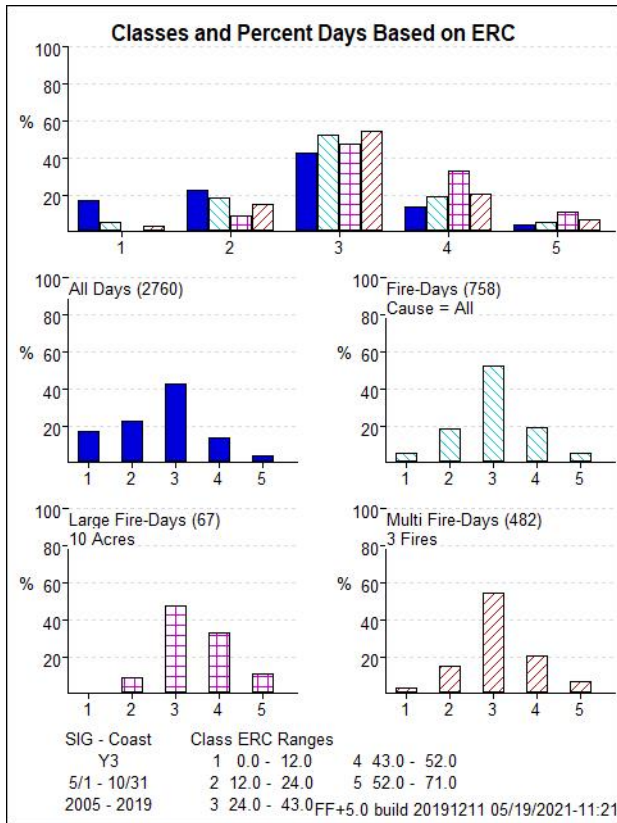 Classes and Percent Days Based on ERC
100
80
% 60
40
20
1 2 3 4 5
All Days (2760)
100
80
% 60
40
20
1 2 3 4 5
Fire-Days (758)
Cause = All
100
80
% 60
40
20
1 2 3 4 5
Large Fire-Days (67)
10 Acres
100
80
% 60
40
20
1 2 3 4 5
Multi Fire-Days (482)
3 Fires
100
80
% 60
40
20
1 2 3 4 5
SIG - Coast Class ERC Ranges
Y3 1 0.0 - 12.0 4 43.0 - 52.0
5/1 - 10/31 2 12.0 - 24.0 5 52.0 - 71.0
2005 - 2019 3 24.0 - 43.0 FF+5.0 build 20191211 05/19/2021-11:21